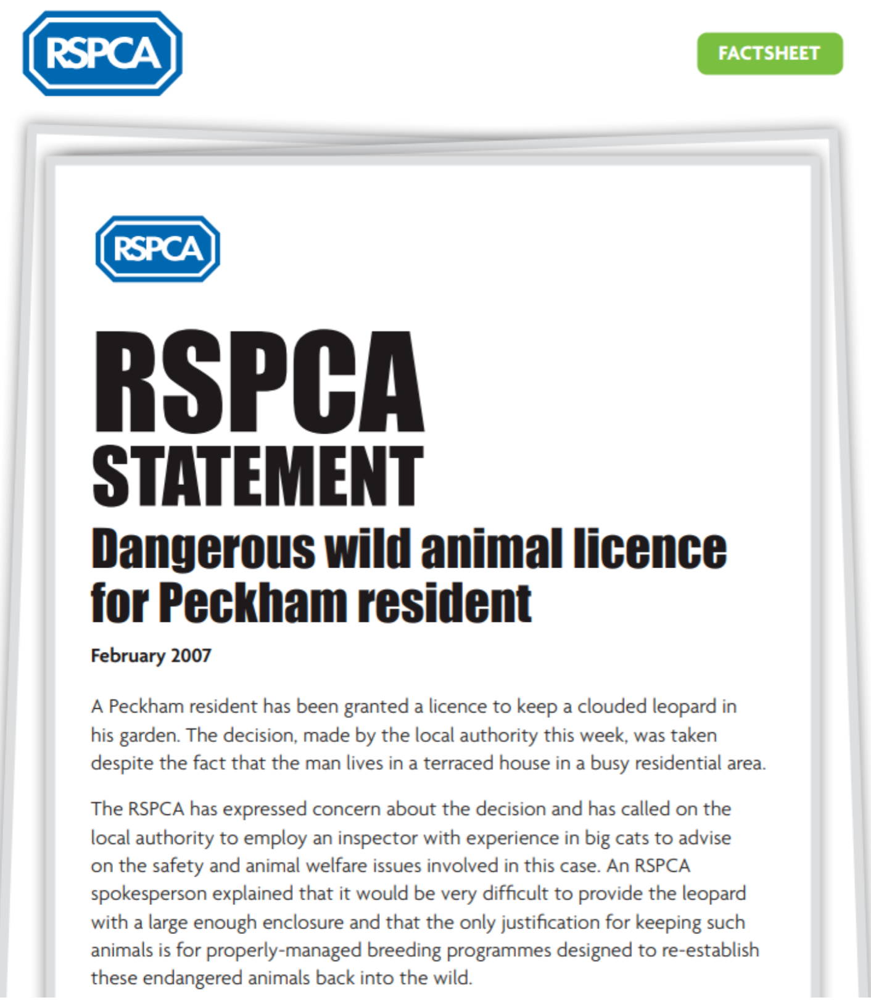 RSPCA
FACTSHEET
RSPCA
RSPCA
STATEMENT
Dangerous wild animal licence
for Peckham resident
February 2007
A Peckham resident has been granted a licence to keep a clouded leopard in
his garden. The decision, made by the local authority this week, was taken
despite the fact that the man lives in a terraced house in a busy residential area.
The RSPCA has expressed concern about the decision and has called on the
local authority to employ an inspector with experience in big cats to advise
on the safety and animal welfare issues involved in this case. An RSPCA
spokesperson explained that it would be very difficult to provide the leopard
with a large enough enclosure and that the only justification for keeping such
animals is for properly-managed breeding programmes designed to re-establish
these endangered animals back into the wild.